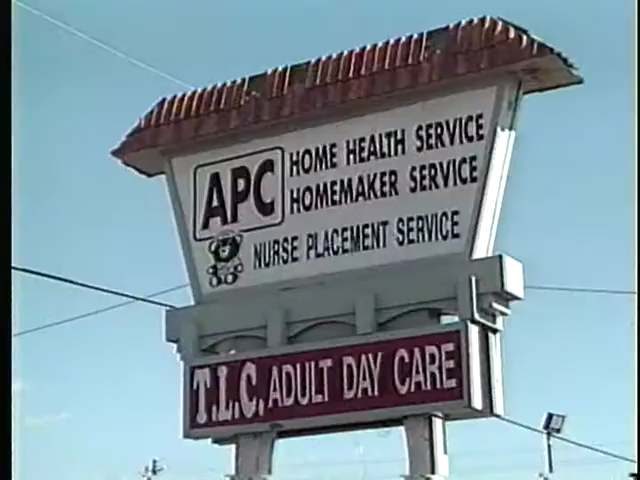 APC
HOME HEALTH SERVICE
HOMEMAKER SERVICE
NURSE PLACEMENT SERVICE
T.L.C. ADULT DAY CARE